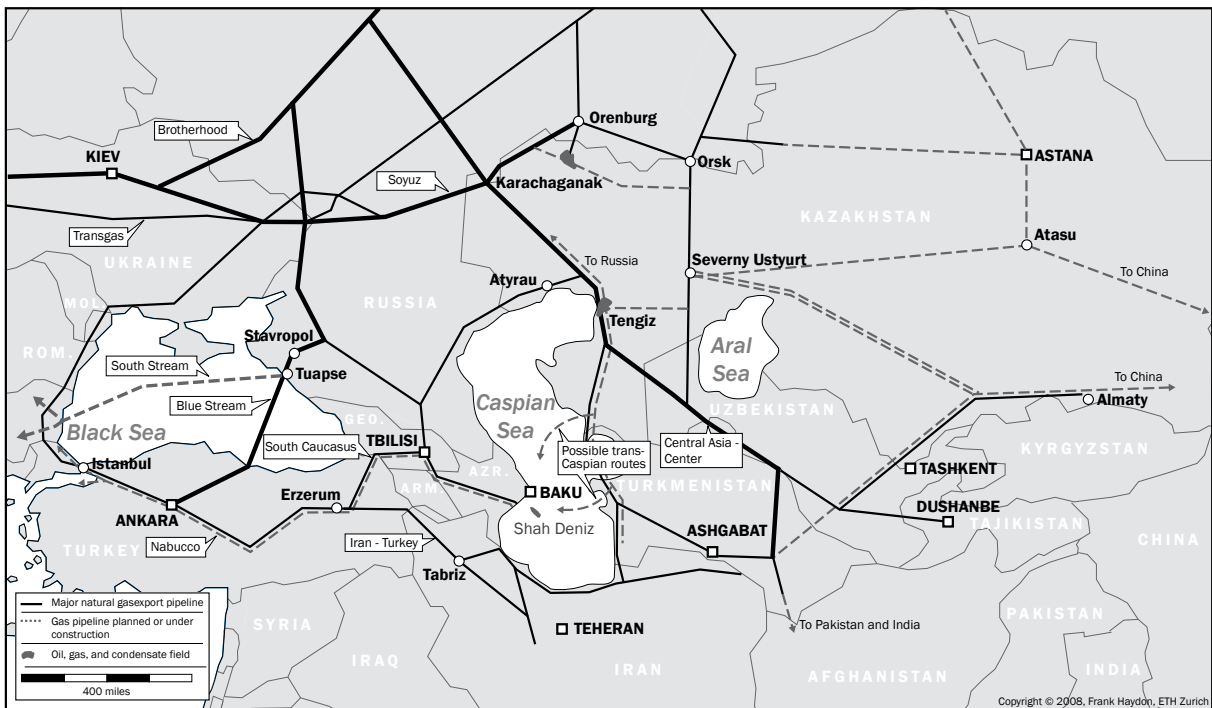 Orenburg
Brotherhood
KIEV
ASTANA
Orsk
Soyuz
Karachaganak
KAZAKHSTAN
Transgas
Atasu
UKRAINE
To Russia
Severny Ustyurt
To China
Atyrau
MOL.
RUSSIA
Tengiz
Stavropol
ROM.
Aral
Sea
South Stream
Tuapse
To China
Blue Stream
Caspian
Sea
Almaty
UZBEKISTAN
GEO.
Black Sea
South Caucasus
TBILISI
Central Asia -
Center
KYRGYZSTAN
Possible trans-
Caspian routes
Istanbul
AZR.
TASHKENT
ARM.
TURKMENISTAN
Erzerum
BAKU
DUSHANBE
ANKARA
Shah Deniz
ASHGABAT
TAJIKISTAN
CHINA
TURKEY
Nabucco
Iran - Turkey
Tabriz
Major natural gasexport pipeline
Gas pipeline planned or under
construction
Oil, gas, and condensate field
400 miles
SYRIA
TEHERAN
To Pakistan and India
PAKISTAN
IRAQ
IRAN
AFGHANISTAN
INDIA
Copyright © 2008, Frank Haydon, ETH Zurich